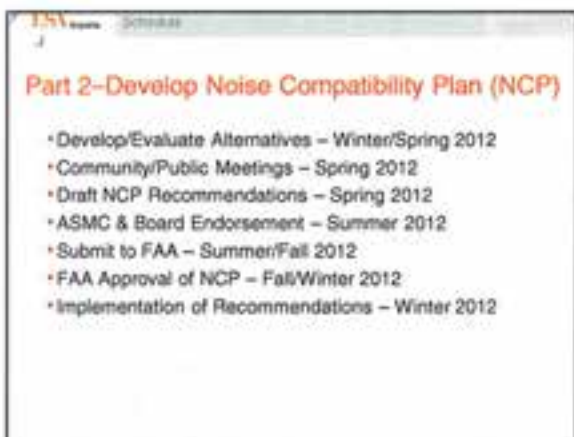 Part 2–Develop Noise Compatibility Plan (NCP)
• Develop/Evaluate Alternatives – Winter/Spring 2012
• Community/Public Meetings – Spring 2012
• Draft NCP Recommendations – Spring 2012
• ASMC & Board Endorsement – Summer 2012
• Submit to FAA – Summer/Fall 2012
• FAA Approval of NCP – Fall/Winter 2012
• Implementation of Recommendations – Winter 2012